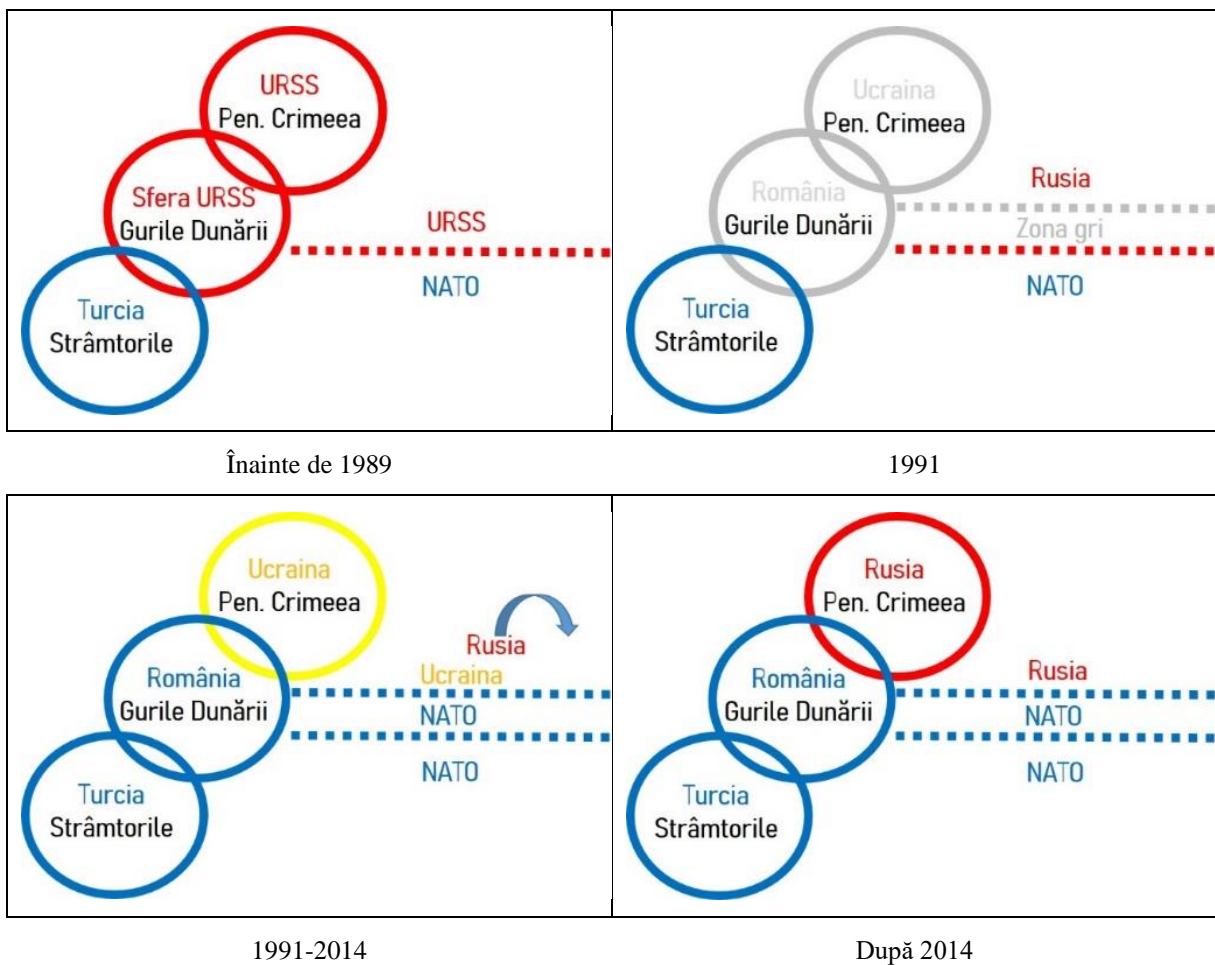 URSS
Pen. Crimeea
Sfera URSS
Gurile Dunării
URSS
NATO
Turcia
Strâmtorile
Ucraina
Pen. Crimeea
România
Gurile Dunării
Rusia
Zona gri
NATO
Turcia
Strâmtorile
Înainte de 1989
1991
Ucraina
Pen. Crimeea
Rusia
România
Gurile Dunării
Ucraina
NATO
NATO
Turcia
Strâmtorile
Rusia
Pen. Crimeea
România
Gurile Dunării
Rusia
NATO
NATO
Turcia
Strâmtorile
1991-2014
După 2014